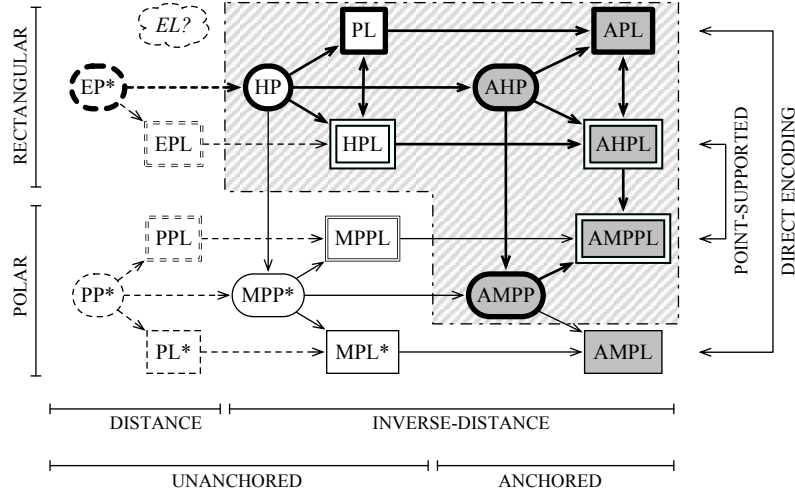 EL?
PL
APL
EP*
HP
AHP
EPL
HPL
AHPL
PPL
MPPL
AMPPL
PP*
MPP*
AMPP
PL*
MPL*
AMPL
RECTANGULAR
POLAR
POINT-SUPPORTED
DIRECT ENCODING
DISTANCE
INVERSE-DISTANCE
UNANCHORED
ANCHORED